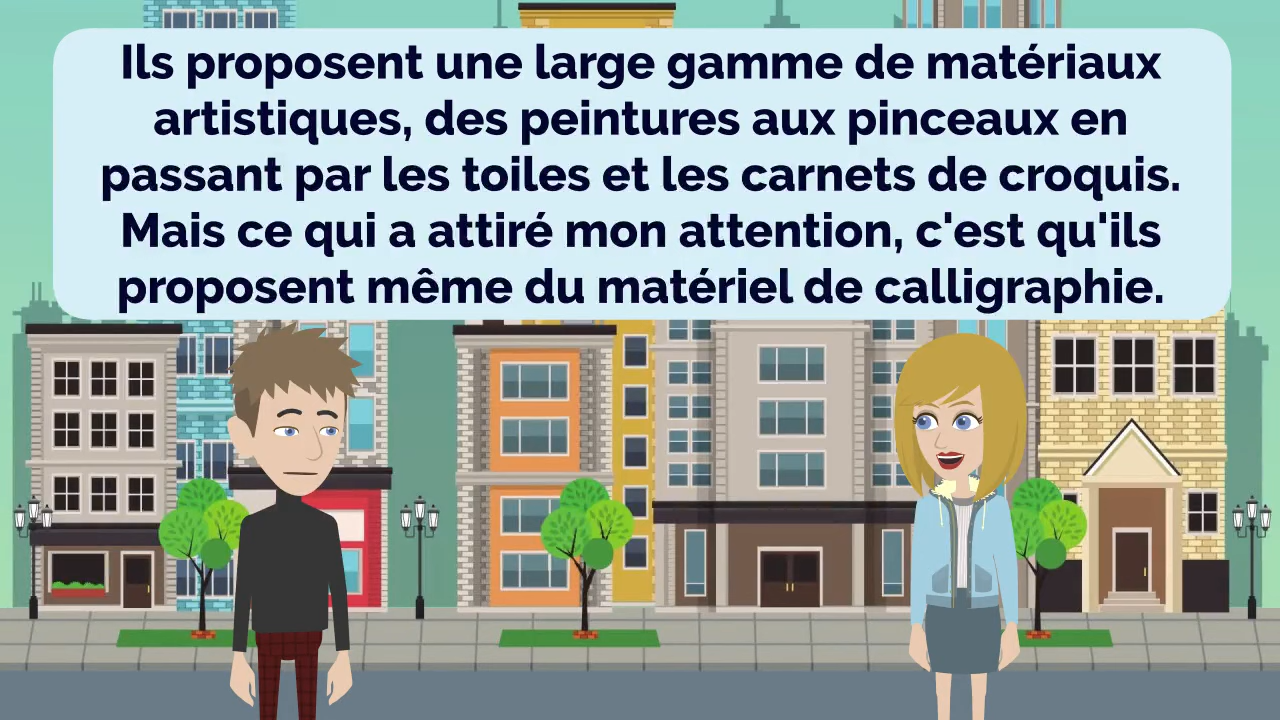 Ils proposent une large gamme de matériaux
artistiques, des peintures aux pinceaux en
passant par les toiles et les carnets de croquis.
Mais ce qui a attiré mon attention, c'est qu'ils
proposent même du matériel de calligraphie.